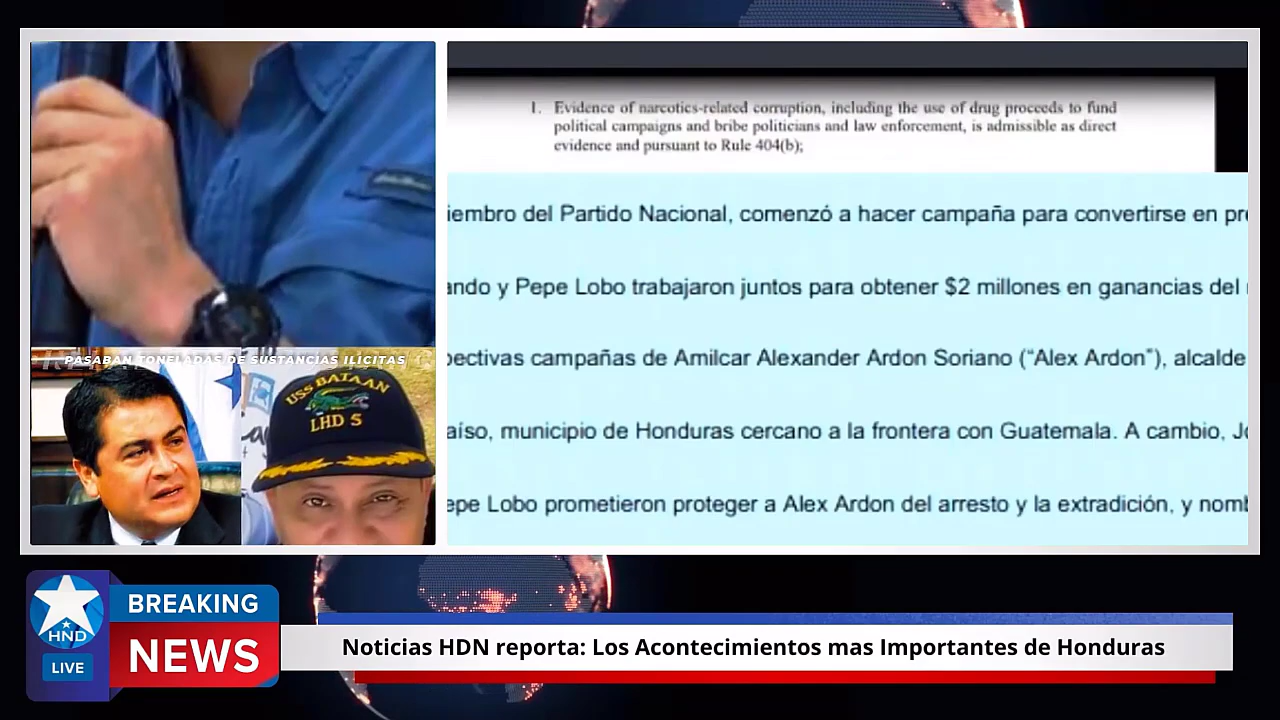 1. Evidence of narcotics-related corruption, including the use of drug proceeds to fund
political campaigns and bribe politicians and law enforcement, is admissible as direct
evidence and pursuant to Rule 404(b);
iembro del Partido Nacional, comenzó a hacer campaña para convertirse en pre
ando y Pepe Lobo trabajaron juntos para obtener $2 millones en ganancias del
pectivas campañas de Amilcar Alexander Ardon Soriano (“Alex Ardon”), alcalde
aíso, municipio de Honduras cercano a la frontera con Guatemala. A cambio, Jo
epe Lobo prometieron proteger a Alex Ardon del arresto y la extradición, y nomb
PASABAN TONELADAS DE SUSTANCIAS ILÍCITAS
USS BATAAN
LHD 5
HND
LIVE
BREAKING
NEWS
Noticias HDN reporta: Los Acontecimientos mas Importantes de Honduras